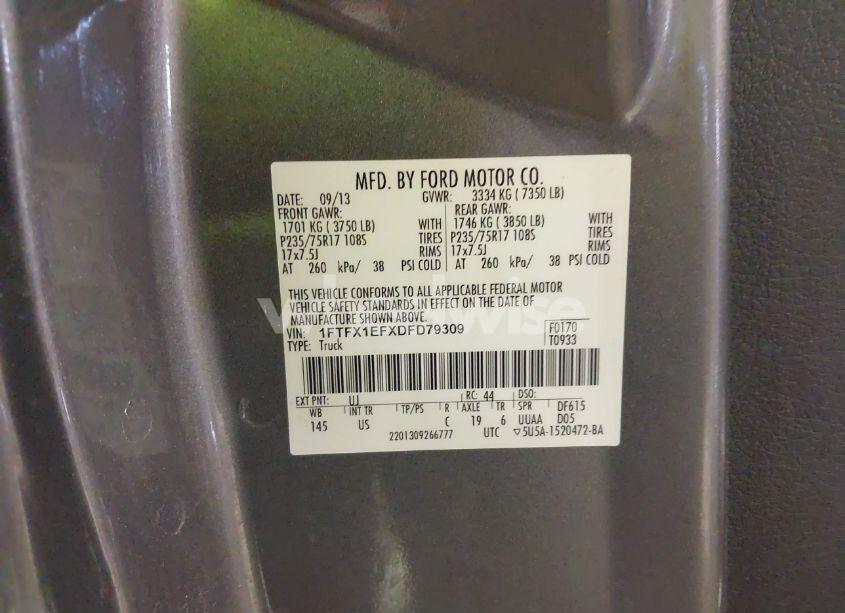 MFD. BY FORD MOTOR CO.
DATE: 09/13 GVWR: 3334 KG ( 7350 LB)
FRONT GAWR: REAR GAWR:
1701 KG ( 3750 LB) WITH 1746 KG ( 3850 LB) WITH
P235/75R17 108S TIRES P235/75R17 108S TIRES
17x7.5J RIMS 17x7.5J RIMS
AT 260 kPa/ 38 PSI COLD AT 260 kPa/ 38 PSI COLD
THIS VEHICLE CONFORMS TO ALL APPLICABLE FEDERAL MOTOR
VEHICLE SAFETY STANDARDS IN EFFECT ON THE DATE OF
MANUFACTURE SHOWN ABOVE.
VIN: 1FTFX1EFXDFD79309 F0170
TYPE: Truck T0933
EXT PNT: UJ RC: 44 DSO:
WB INT TR TP/PS R AXLE TR SPR DF615
145 US C 19 6 UUAA D05
2201309266777 UTC ▽5U5A-1520472-BA